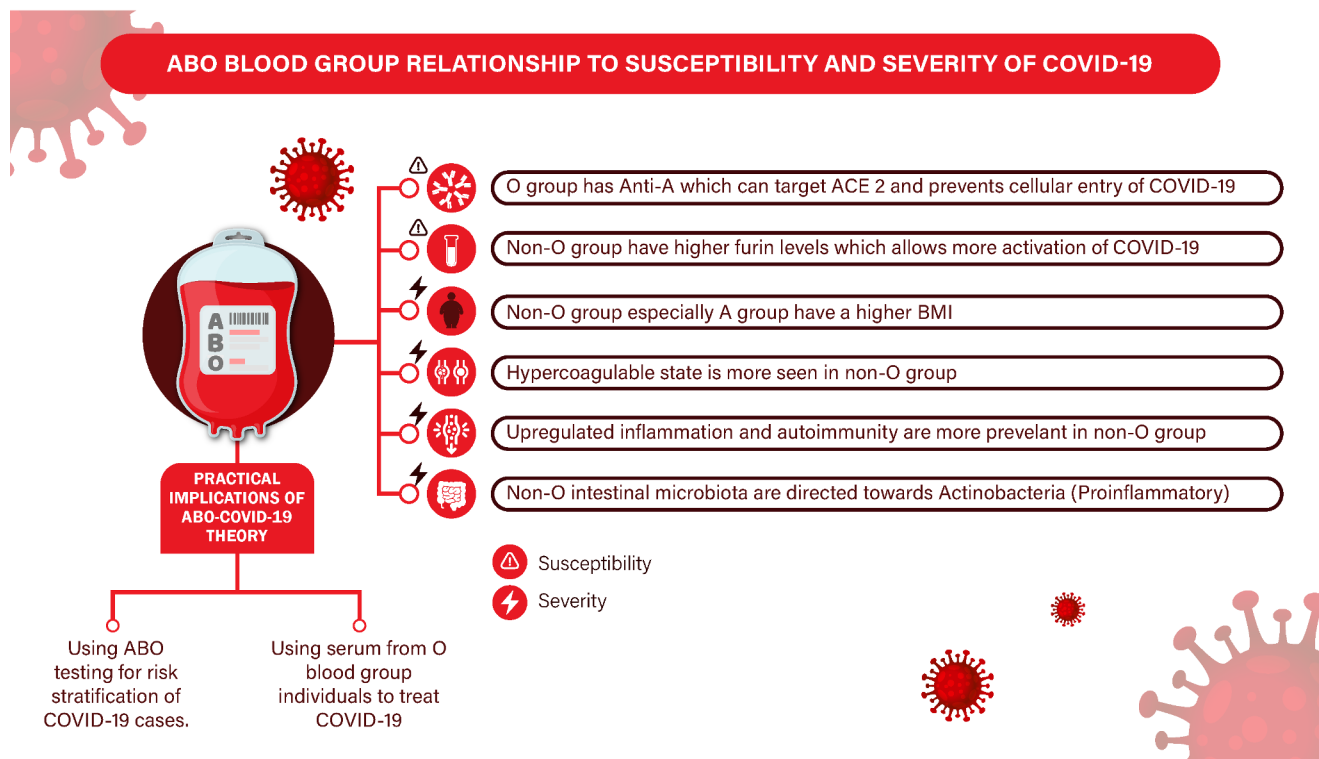 ABO BLOOD GROUP RELATIONSHIP TO SUSCEPTIBILITY AND SEVERITY OF COVID-19
O group has Anti-A which can target ACE 2 and prevents cellular entry of COVID-19
Non-O group have higher furin levels which allows more activation of COVID-19
Non-O group especially A group have a higher BMI
Hypercoagulable state is more seen in non-O group
Upregulated inflammation and autoimmunity are more prevelant in non-O group
Non-O intestinal microbiota are directed towards Actinobacteria (Proinflammatory)
A
B
O
PRACTICAL
IMPLICATIONS OF
ABO-COVID-19
THEORY
Susceptibility
Severity
Using ABO
testing for risk
stratification of
COVID-19 cases.
Using serum from O
blood group
individuals to treat
COVID-19